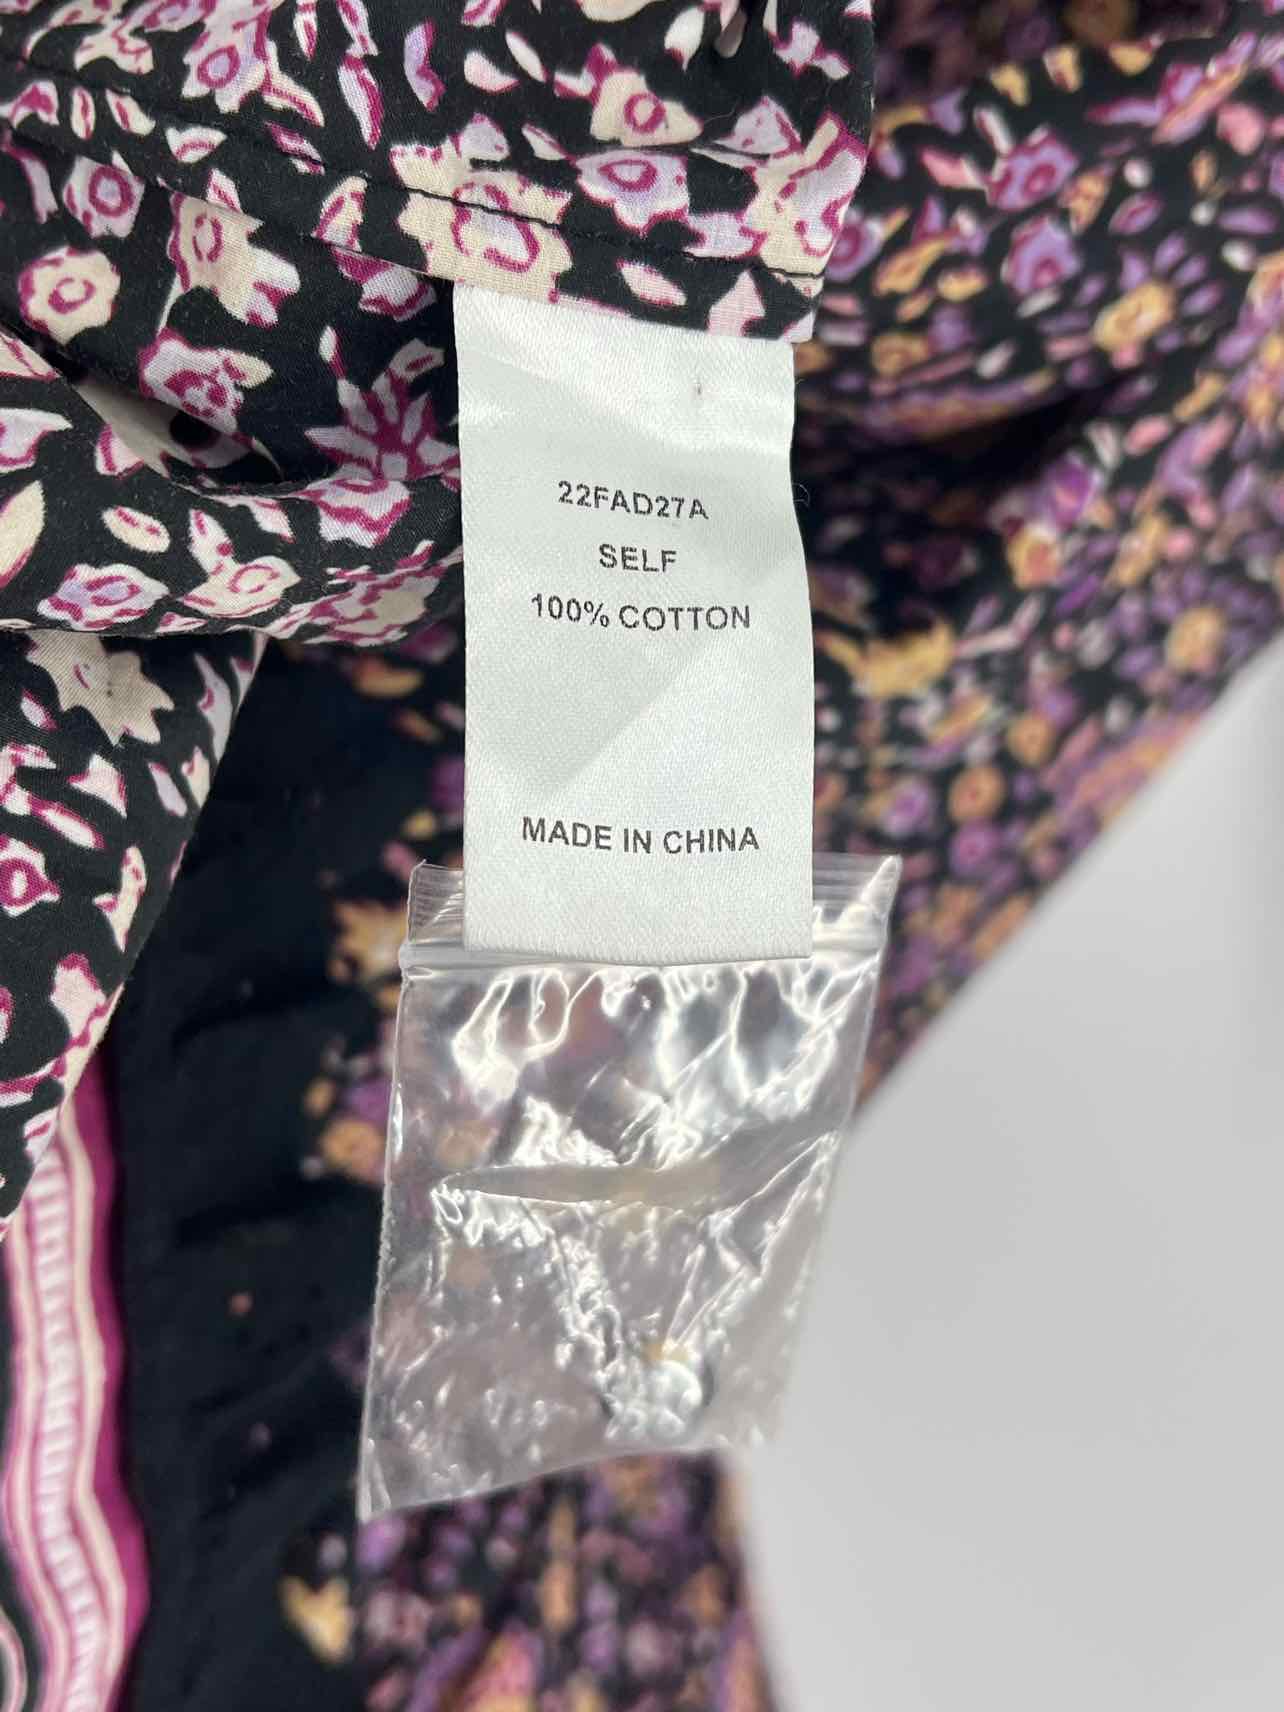 22FAD27A
SELF
100% COTTON
MADE IN CHINA